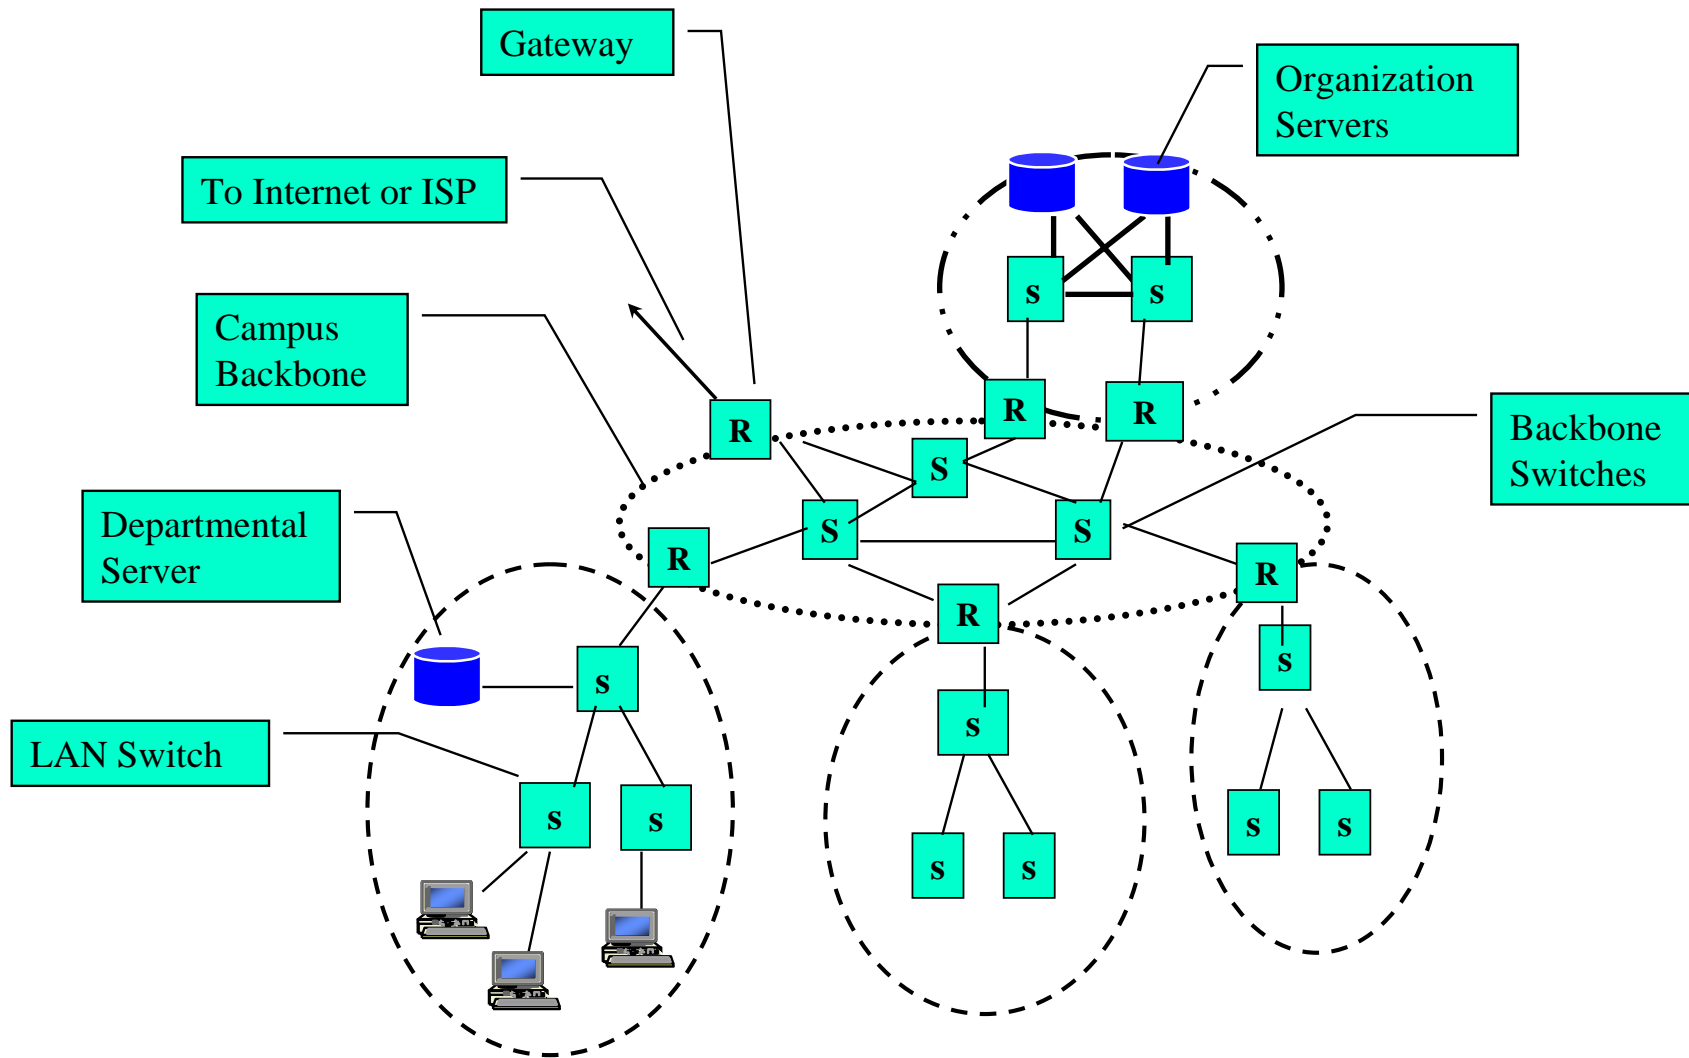 Gateway
Organization
Servers
To Internet or ISP
s s
Campus
Backbone
R R
R
Backbone
Switches
S
Departmental
Server
S S
R R
R
s
s
s
LAN Switch
s s
s s
s s